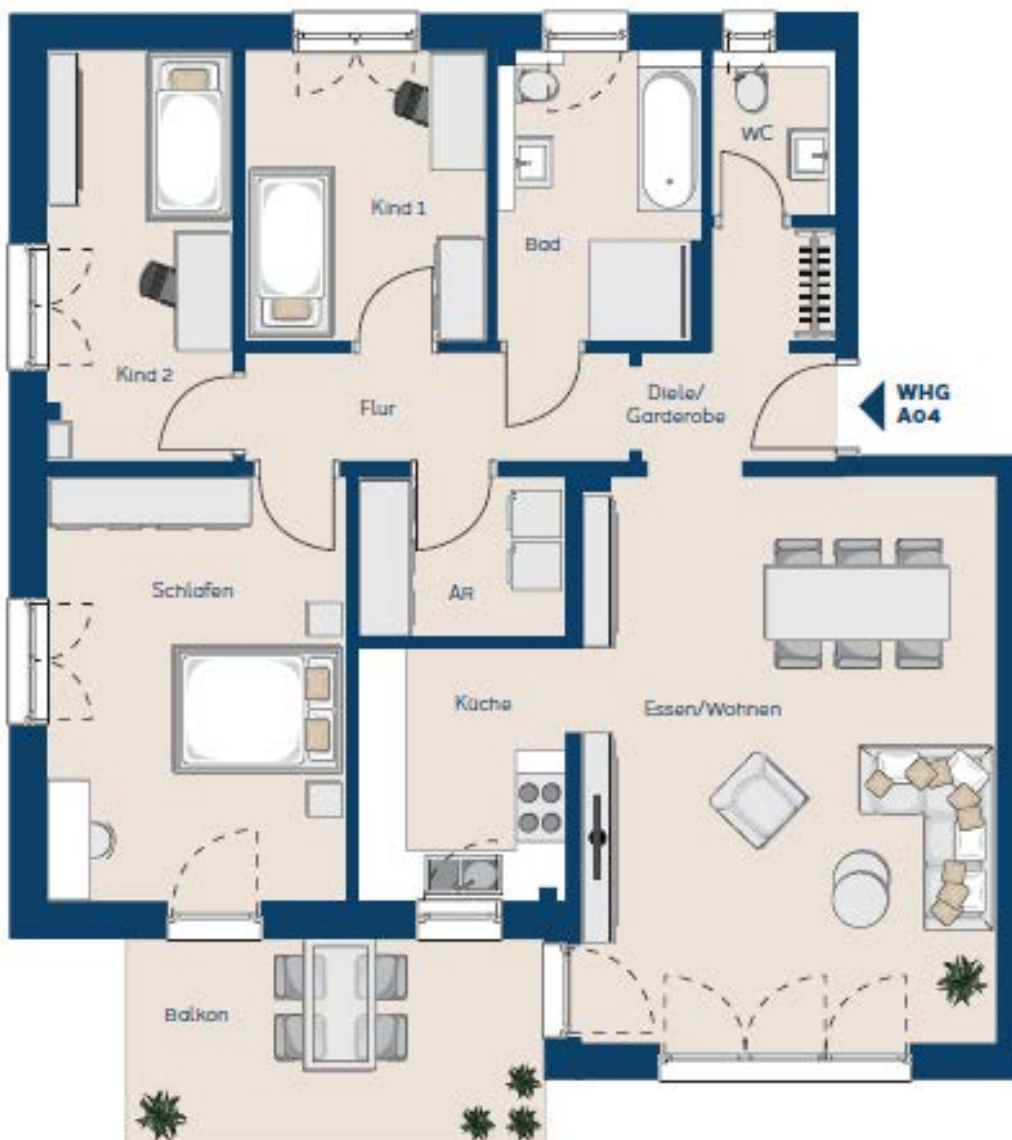 WC
Kind 1
Bad
Kind 2
Flur
Diele/
Garderobe
WHG
A04
Schlafen
AR
Küche
Essen/Wohnen
Balkon